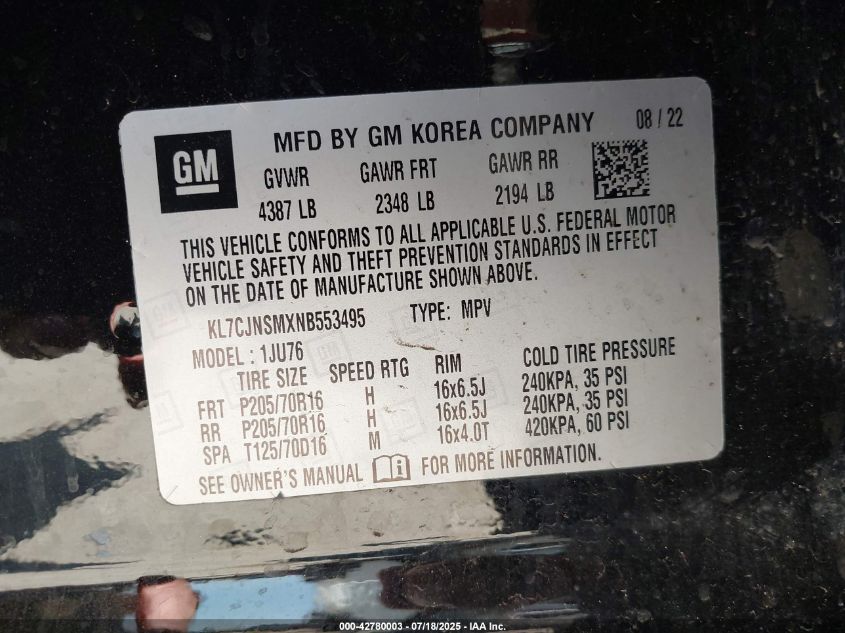 GM
MFD BY GM KOREA COMPANY 08 / 22
GVWR GAWR FRT GAWR RR
4387 LB 2348 LB 2194 LB
THIS VEHICLE CONFORMS TO ALL APPLICABLE U.S. FEDERAL MOTOR
VEHICLE SAFETY AND THEFT PREVENTION STANDARDS IN EFFECT
ON THE DATE OF MANUFACTURE SHOWN ABOVE.
KL7CJNSMXNB553495 TYPE: MPV
MODEL : 1JU76
TIRE SIZE SPEED RTG RIM COLD TIRE PRESSURE
FRT P205/70R16 H 16x6.5J 240KPA, 35 PSI
RR P205/70R16 H 16x6.5J 240KPA, 35 PSI
SPA T125/70D16 M 16x4.0T 420KPA, 60 PSI
SEE OWNER'S MANUAL FOR MORE INFORMATION.
000-42780003 - 07/18/2025 - IAA Inc.